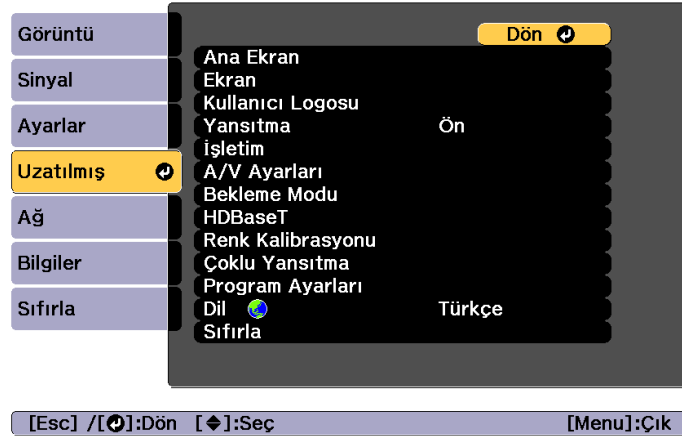 Görüntü
Sinyal
Ayarlar
Uzatılmış
Ağ
Bilgiler
Sıfırla
Dön
Ana Ekran
Ekran
Kullanıcı Logosu
Yansıtma Ön
İşletim
A/V Ayarları
Bekleme Modu
HDBaseT
Renk Kalibrasyonu
Çoklu Yansıtma
Program Ayarları
Dil Türkçe
Sıfırla
[Esc] /[⏎]:Dön [◆]:Seç [Menu]:Çık